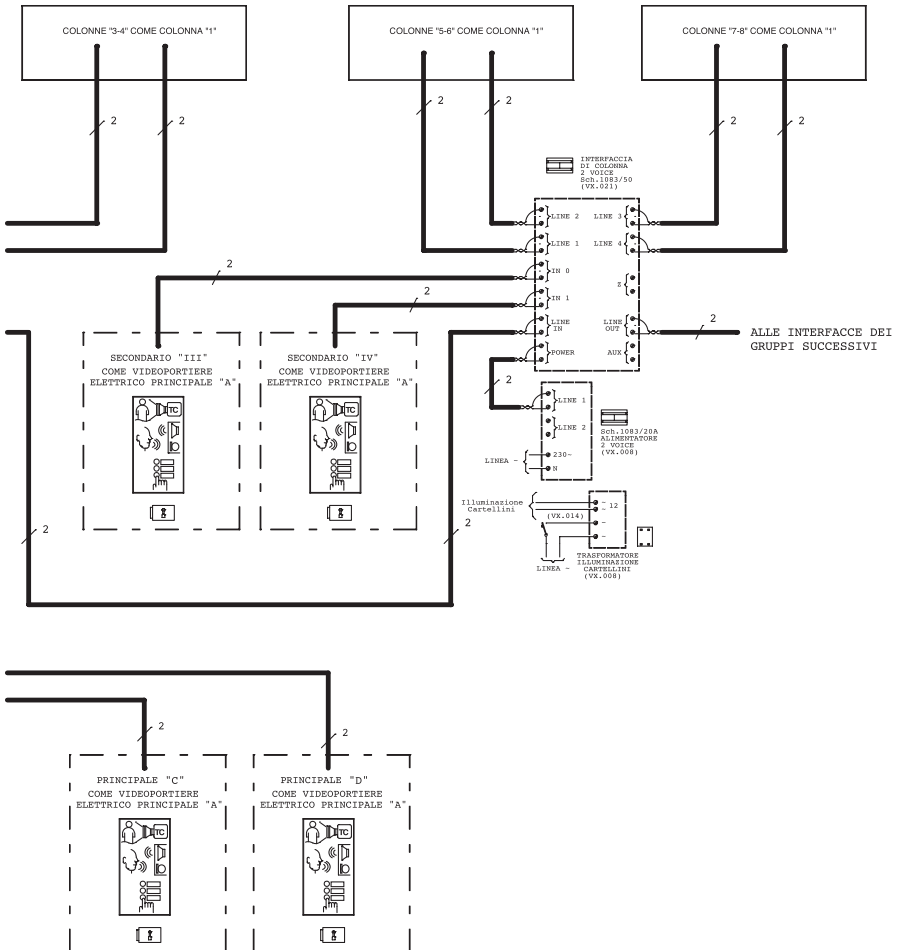 COLONNE "3-4" COME COLONNA "1"
COLONNE "5-6" COME COLONNA "1"
COLONNE "7-8" COME COLONNA "1"
2
2
2
2
2
2
INTERFACCIA
DI COLONNA
2 VOICE
Sch.1083/50
(VX.021)
LINE 2
LINE 3
LINE 1
LINE 4
2
IN 0
Z
2
IN 1
2
LINE
IN
LINE
OUT
ALLE INTERFACCE DEI
GRUPPI SUCCESSIVI
POWER
AUX
SECONDARIO "III"
COME VIDEOPORTIERE
ELETTRICO PRINCIPALE "A"
TC
SECONDARIO "IV"
COME VIDEOPORTIERE
ELETTRICO PRINCIPALE "A"
TC
2
LINE 1
LINE 2
LINEA ~
230~
N
Sch.1083/20A
ALIMENTATORE
2 VOICE
(VX.008)
Illuminazione
Cartellini
(VX.014)
~
12
~
~
~
LINEA ~
TRASFORMATORE
ILLUMINAZIONE
CARTELLINI
(VX.008)
2
2
2
2
PRINCIPALE "C"
COME VIDEOPORTIERE
ELETTRICO PRINCIPALE "A"
TC
PRINCIPALE "D"
COME VIDEOPORTIERE
ELETTRICO PRINCIPALE "A"
TC